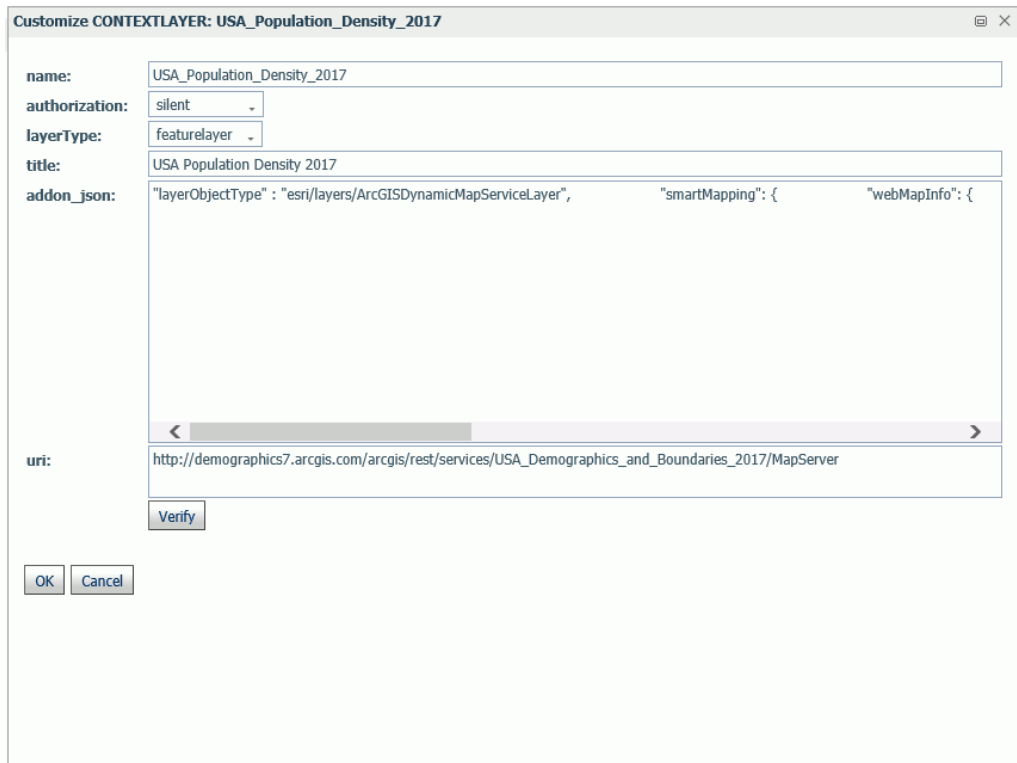 Customize CONTEXTLAYER: USA_Population_Density_2017
name: USA_Population_Density_2017
authorization: silent
layerType: featurelayer
title: USA Population Density 2017
addon_json: "layerObjectType" : "esri/layers/ArcGISDynamicMapServiceLayer", "smartMapping": { "webMapInfo": {
uri: http://demographics7.arcgis.com/arcgis/rest/services/USA_Demographics_and_Boundaries_2017/MapServer
Verify
OK Cancel